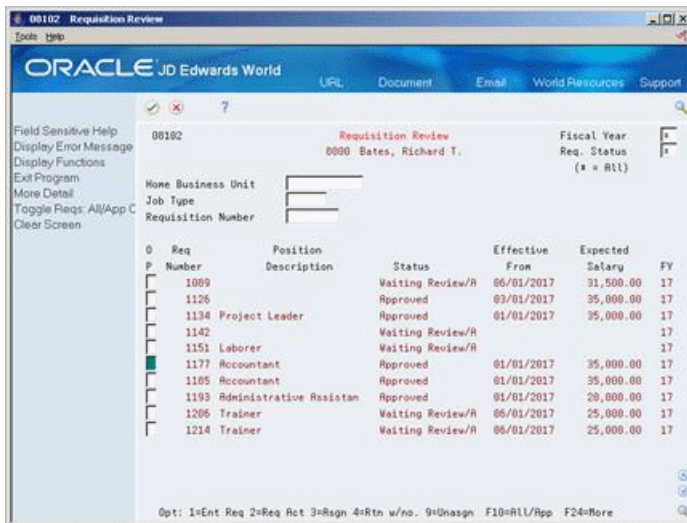 08102 Requisition Review
Tools Help
ORACLE JD Edwards World
URL Document Email World Resources Support
?
Field Sensitive Help
Display Error Message
Display Functions
Exit Program
More Detail
Toggle Reqs: All/App C
Clear Screen
08102 Requisition Review Fiscal Year *
8000 Bates, Richard T. Req. Status *
(* = All)
Home Business Unit
Job Type
Requisition Number
O Req Position Effective Expected
P Number Description Status From Salary FY
1089 Waiting Review/A 06/01/2017 31,500.00 17
1126 Approved 03/01/2017 35,000.00 17
1134 Project Leader Approved 01/01/2017 35,000.00 17
1142 Waiting Review/A 17
1151 Laborer Waiting Review/A 17
1177 Accountant Approved 01/01/2017 35,000.00 17
1185 Accountant Approved 01/01/2017 35,000.00 17
1193 Administrative Assistan Approved 01/01/2017 20,000.00 17
1206 Trainer Waiting Review/A 06/01/2017 25,000.00 17
1214 Trainer Waiting Review/A 06/01/2017 25,000.00 17
Opt: 1=Ent Req 2=Req Act 3=Asgn 4=Rtn w/no. 9=Unasgn F10=All/App F24=More